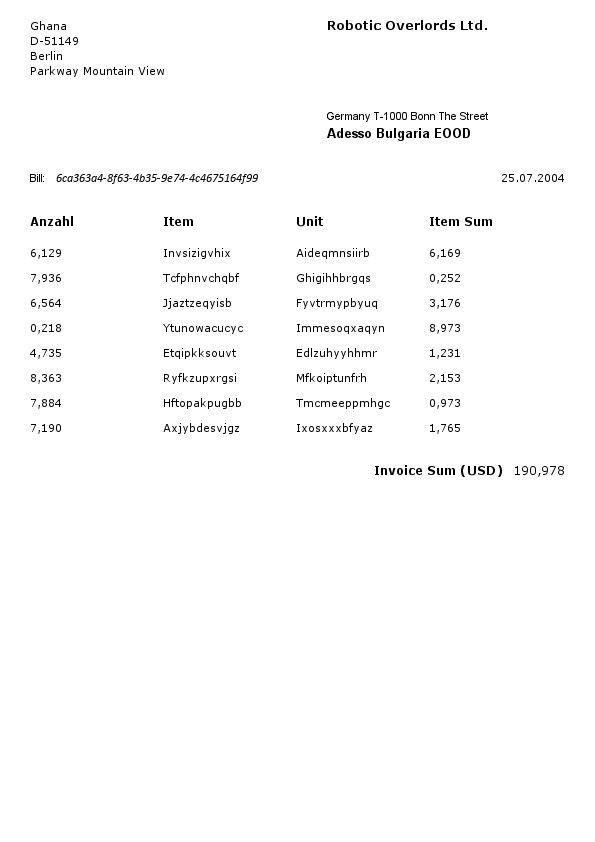 Ghana
D-51149
Berlin
Parkway Mountain View
Robotic Overlords Ltd.
Germany T-1000 Bonn The Street
Adesso Bulgaria EOOD
Bill: 6ca363a4-8f63-4b35-9e74-4c4675164f99 25.07.2004
Anzahl Item Unit Item Sum
6,129 Invsizigvhix Aideqmnsiirb 6,169
7,936 Tcfphnvchqbf Ghigihhbrgqs 0,252
6,564 Jjaztzeqyisb Fyvtrmypbyuq 3,176
0,218 Ytunowacucyc Immesoqxaqyn 8,973
4,735 Etqipkksouvt Edlzuhyyhhmr 1,231
8,363 Ryfkzupxrgsi Mfkoiptunfrh 2,153
7,884 Hftopakpugbb Tmcmeeppmhgc 0,973
7,190 Axjybdesvjgz Ixosxxxbfyaz 1,765
Invoice Sum (USD) 190,978